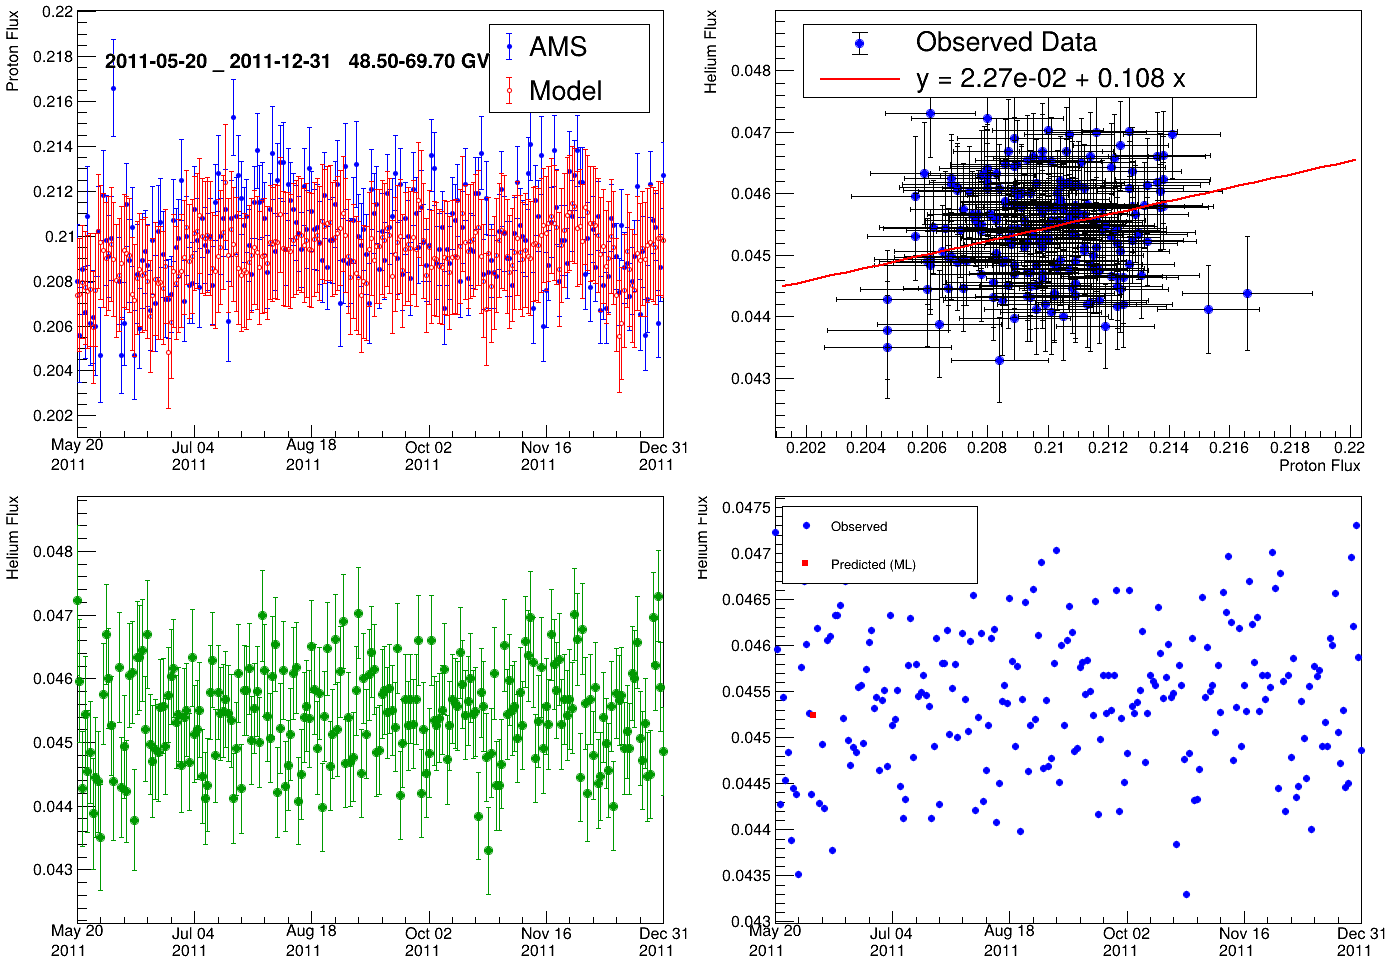 Proton Flux
0.22
0.218
0.216
0.214
0.212
0.21
0.208
0.206
0.204
0.202
2011-05-20 _ 2011-12-31 48.50-69.70 GV
AMS
Model
May 20
2011
Jul 04
2011
Aug 18
2011
Oct 02
2011
Nov 16
2011
Dec 31
2011
Helium Flux
0.048
0.047
0.046
0.045
0.044
0.043
Observed Data
y = 2.27e-02 + 0.108 x
0.202
0.204
0.206
0.208
0.21
0.212
0.214
0.216
0.218
0.22
Proton Flux
Helium Flux
0.048
0.047
0.046
0.045
0.044
0.043
May 20
2011
Jul 04
2011
Aug 18
2011
Oct 02
2011
Nov 16
2011
Dec 31
2011
Helium Flux
0.0475
0.047
0.0465
0.046
0.0455
0.045
0.0445
0.044
0.0435
0.043
Observed
Predicted (ML)
May 20
2011
Jul 04
2011
Aug 18
2011
Oct 02
2011
Nov 16
2011
Dec 31
2011